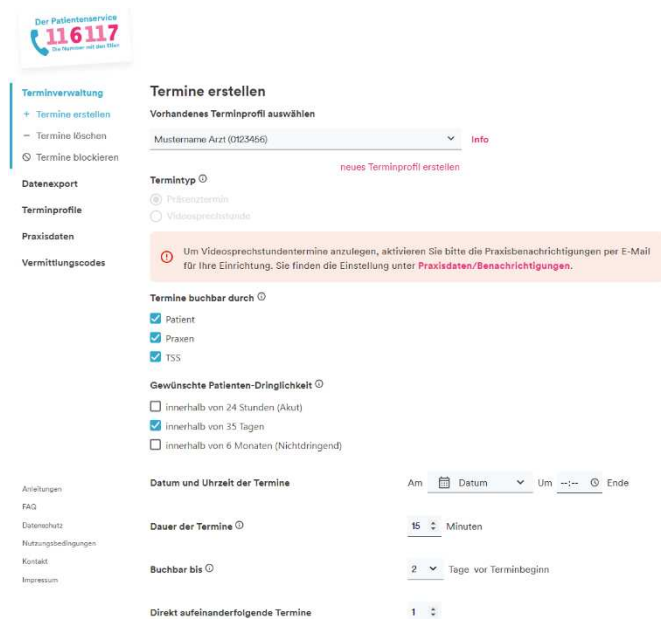 Der Patientenservice
116117
Die Nummer mit den Elfen
Terminverwaltung
+ Termine erstellen
− Termine löschen
Termine blockieren
Datenexport
Terminprofile
Praxisdaten
Vermittlungscodes
Anleitungen
FAQ
Datenschutz
Nutzungsbedingungen
Kontakt
Impressum
Termine erstellen
Vorhandenes Terminprofil auswählen
Mustername Arzt (0123456) Info
neues Terminprofil erstellen
Termintyp
Präsenztermin
Videosprechstunde
Um Videosprechstundentermine anzulegen, aktivieren Sie bitte die Praxisbenachrichtigungen per E-Mail
für Ihre Einrichtung. Sie finden die Einstellung unter Praxisdaten/Benachrichtigungen.
Termine buchbar durch
Patient
Praxen
TSS
Gewünschte Patienten-Dringlichkeit
innerhalb von 24 Stunden (Akut)
innerhalb von 35 Tagen
innerhalb von 6 Monaten (Nichtdringend)
Datum und Uhrzeit der Termine Am Datum Um --:-- Ende
Dauer der Termine 15 Minuten
Buchbar bis 2 Tage vor Terminbeginn
Direkt aufeinanderfolgende Termine 1